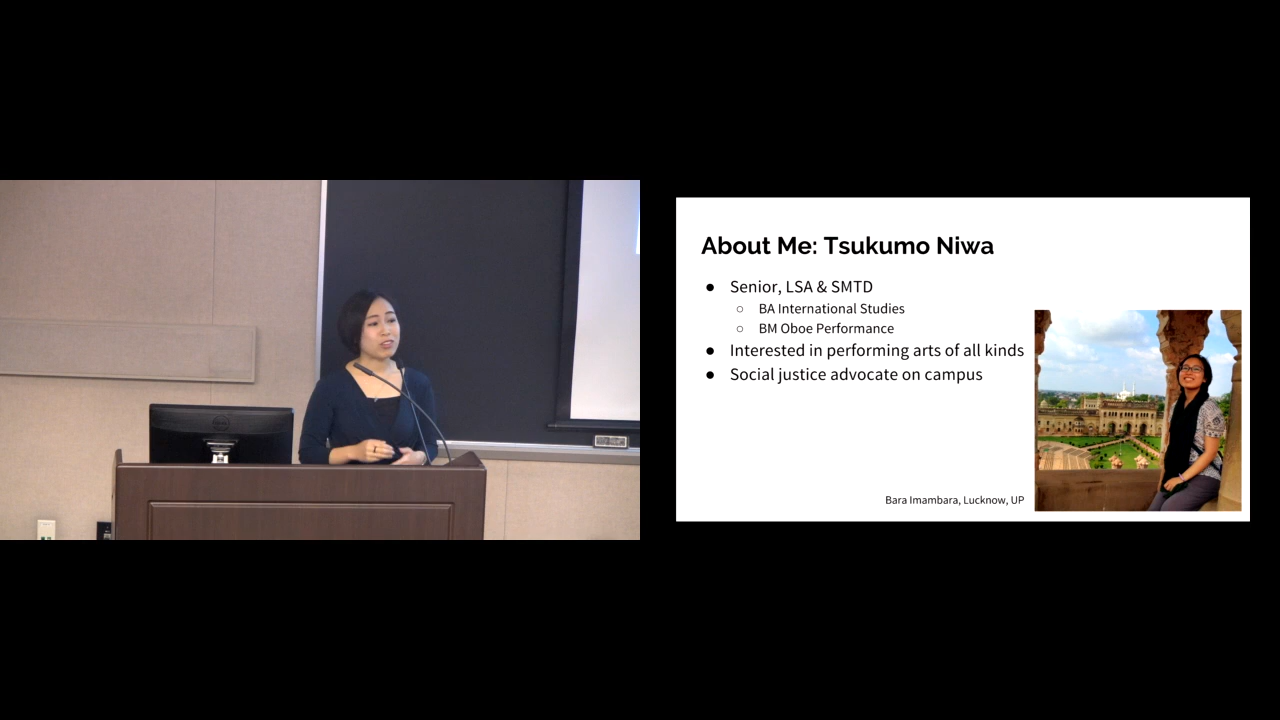 About Me: Tsukumo Niwa
● Senior, LSA & SMTD
○ BA International Studies
○ BM Oboe Performance
● Interested in performing arts of all kinds
● Social justice advocate on campus
Bara Imambara, Lucknow, UP